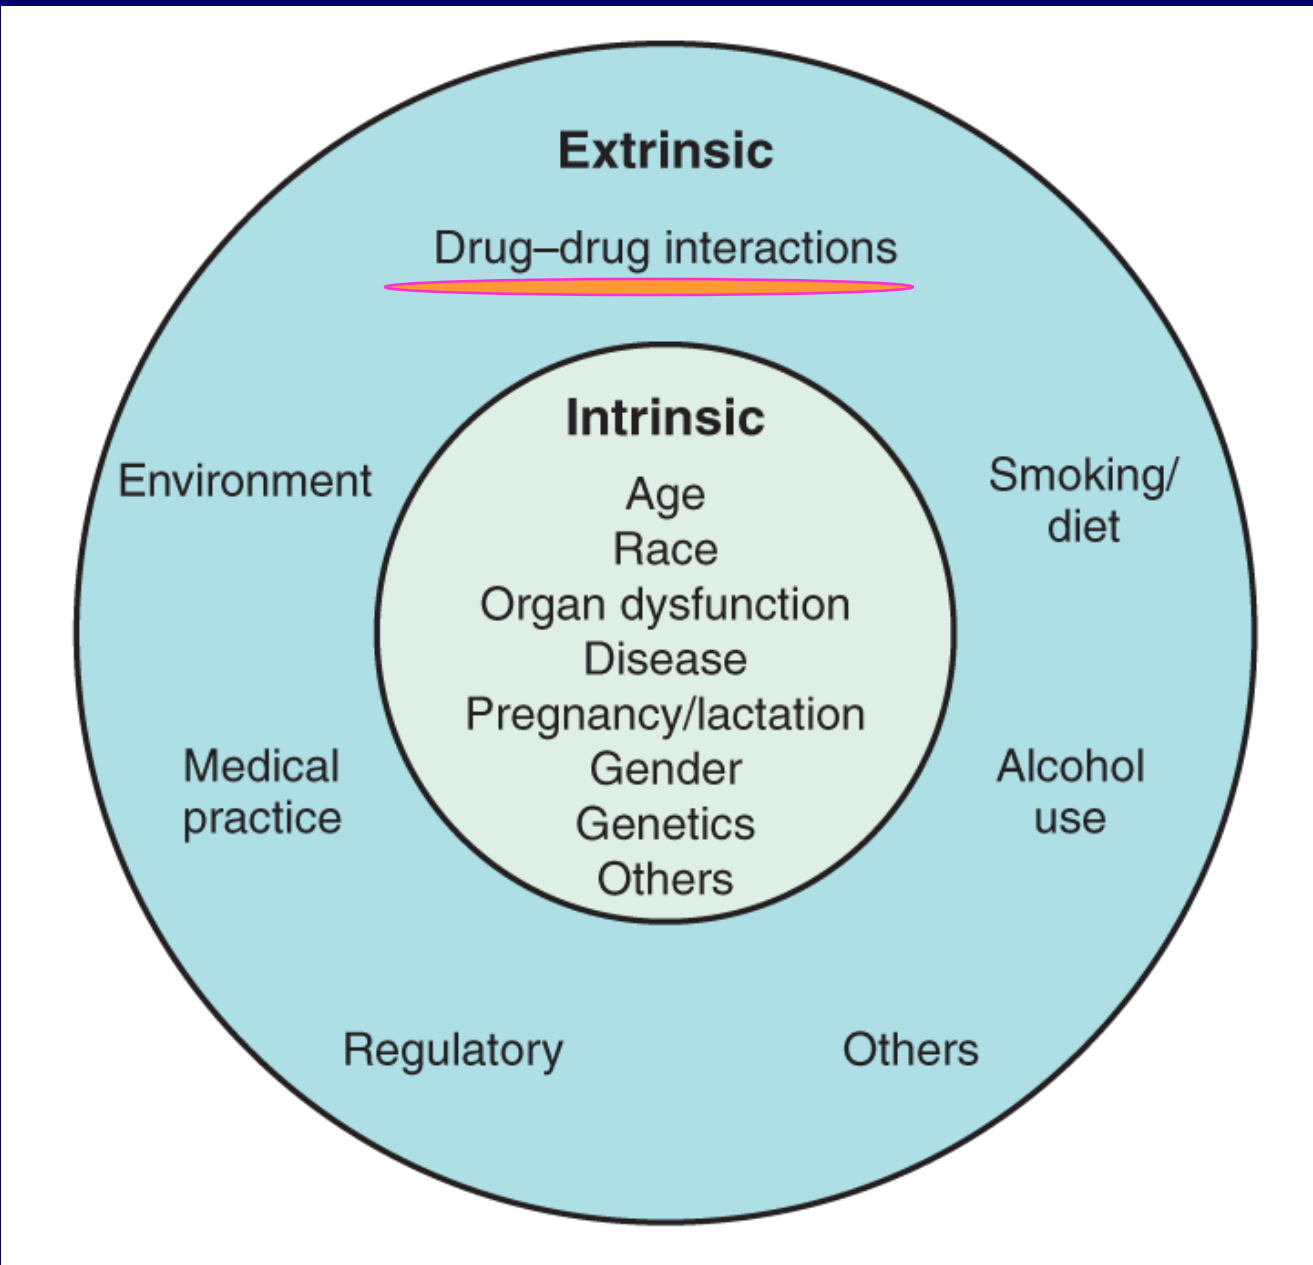 Extrinsic
Drug–drug interactions
Intrinsic
Age
Race
Organ dysfunction
Disease
Pregnancy/lactation
Gender
Genetics
Others
Environment
Smoking/
diet
Medical
practice
Alcohol
use
Regulatory
Others